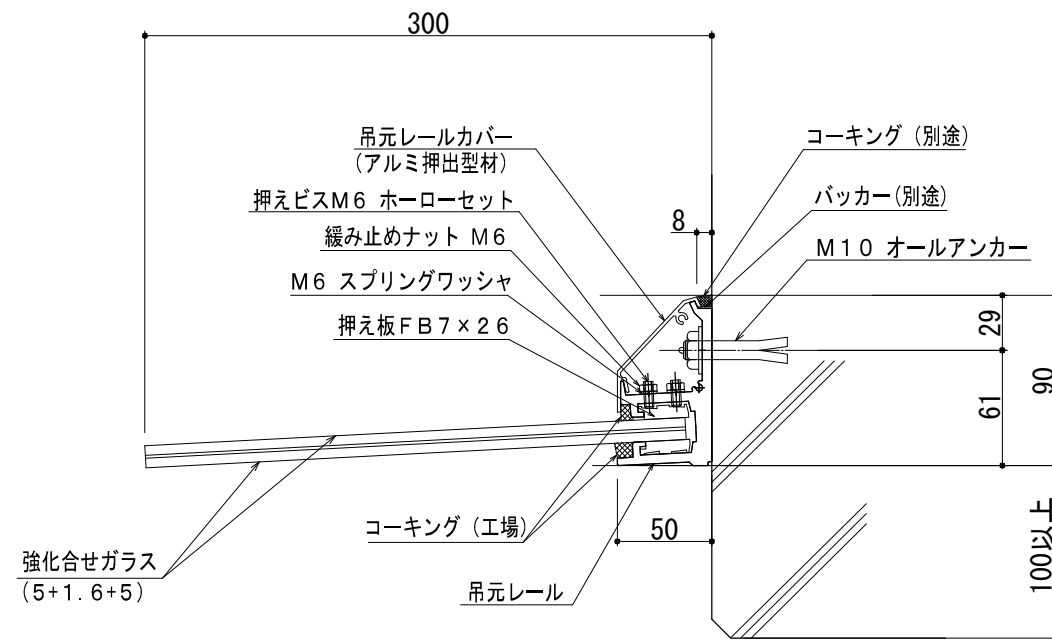 300
吊元レールカバー
(アルミ押出型材)
コーキング (別途)
押えビスM6 ホーローセット
バッカー(別途)
8
緩み止めナット M6
M10 オールアンカー
M6 スプリングワッシャ
押え板FB7×26
29
90
61
コーキング (工場)
50
100以上
強化合せガラス
(5+1.6+5)
吊元レール